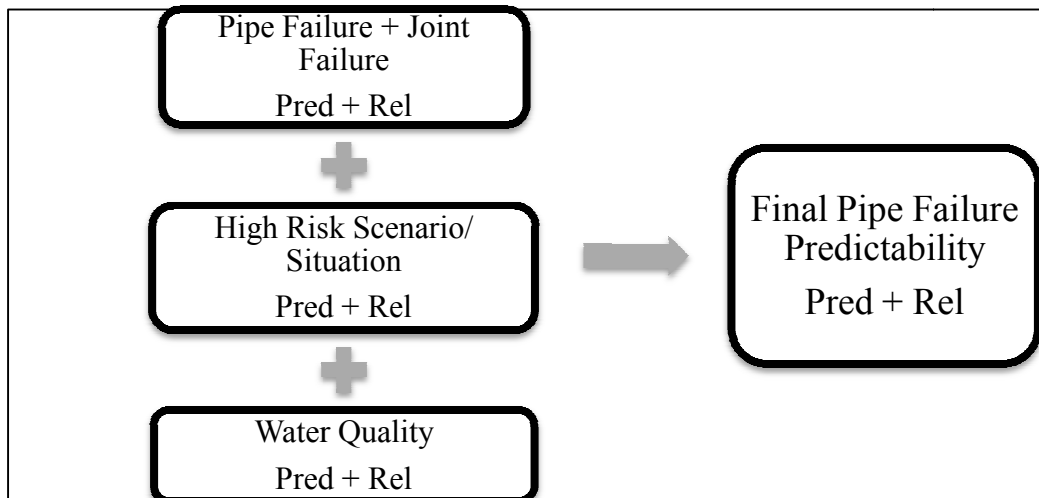 Pipe Failure + Joint
Failure
Pred + Rel
High Risk Scenario/
Situation
Pred + Rel
Water Quality
Pred + Rel
Final Pipe Failure
Predictability
Pred + Rel